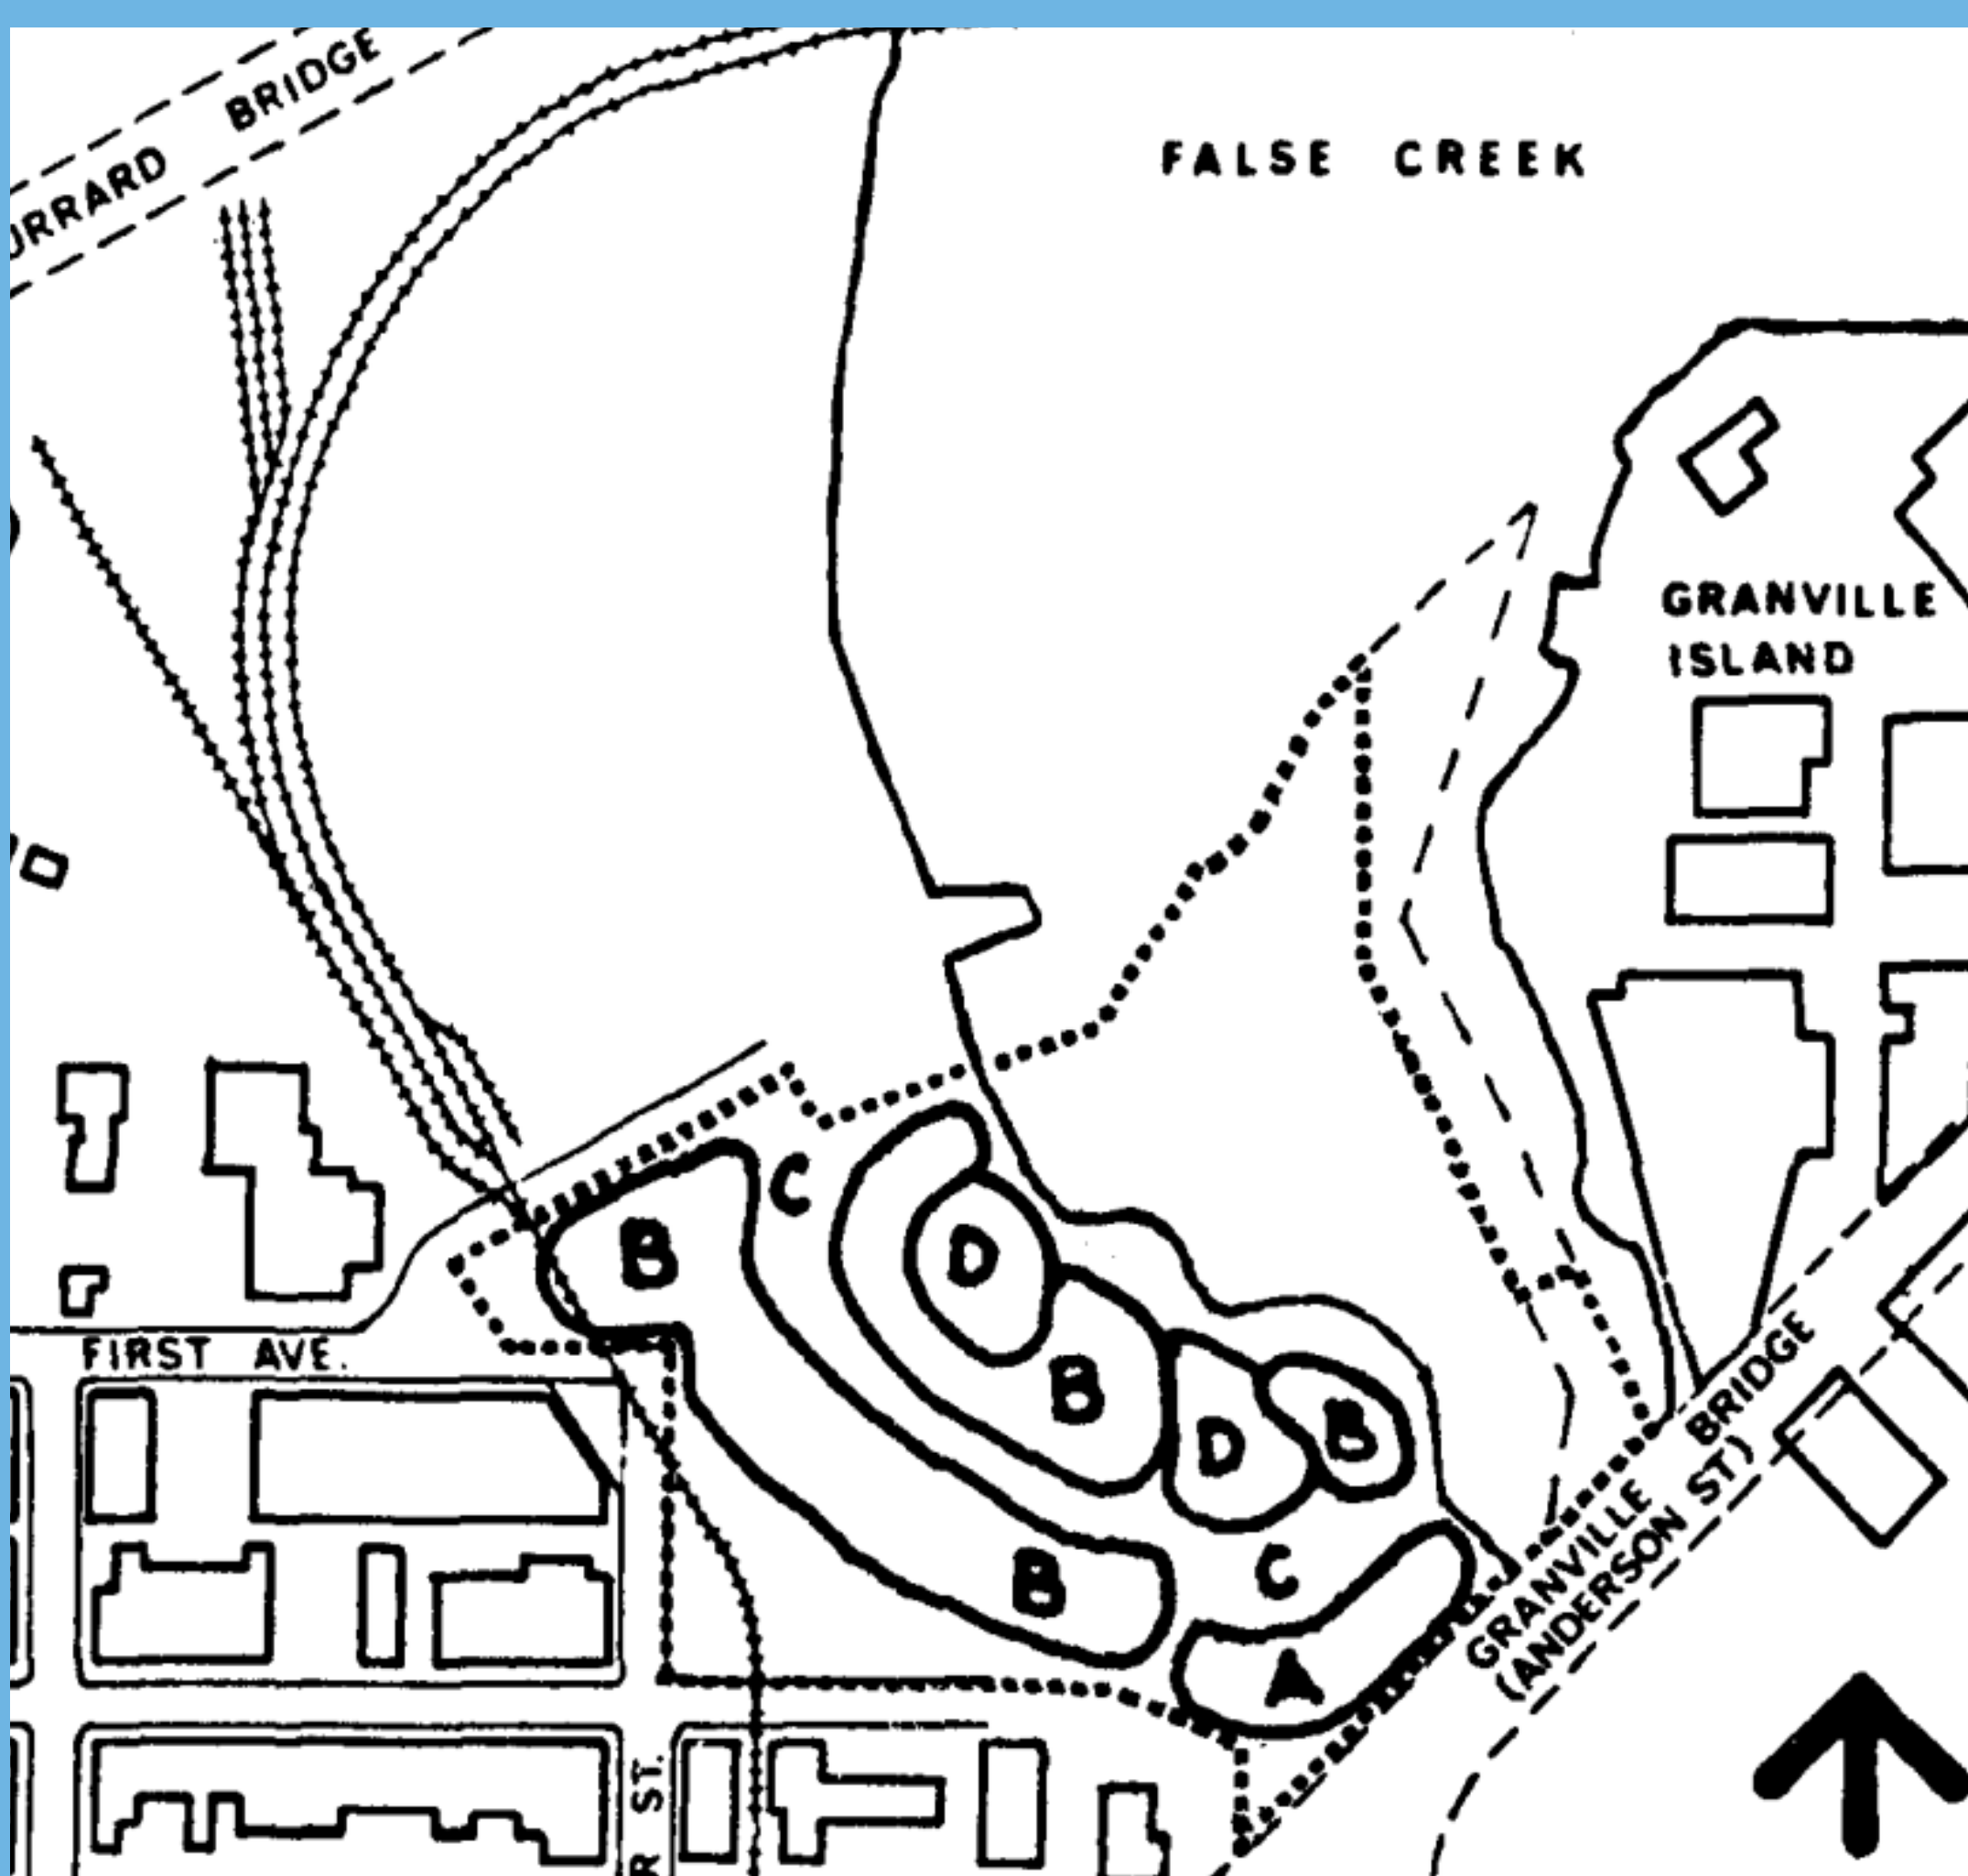 BRIDGE
URRARD
FALSE CREEK
GRANVILLE
ISLAND
C
B
D
FIRST AVE.
B
D
B
B
C
A
BRIDGE
GRANVILLE
(ANDERSON ST)
R ST.